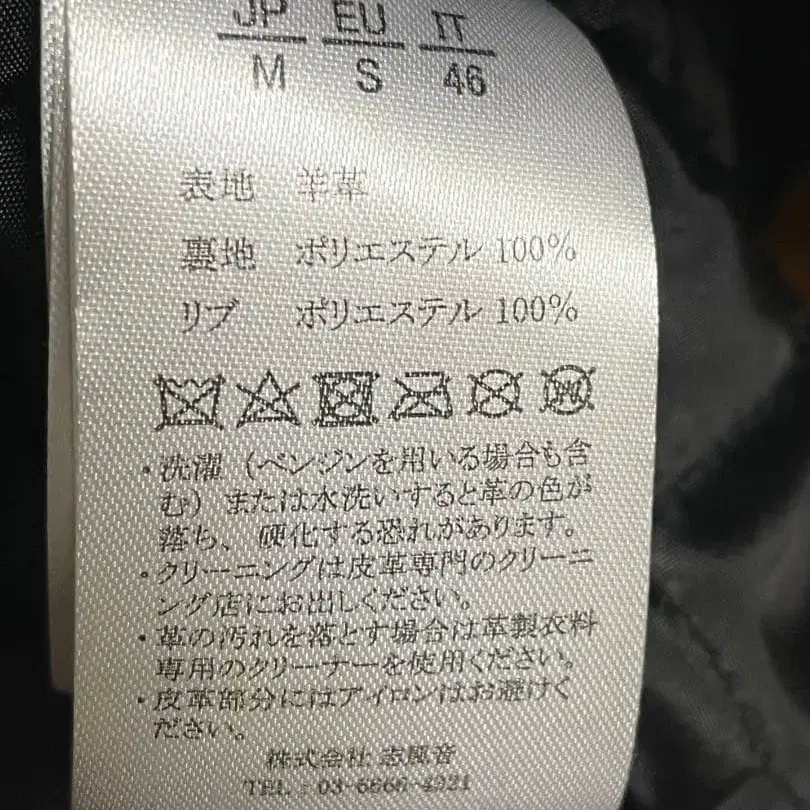 JP EU IT
M S 46
表地 羊革
裏地 ポリエステル 100%
リブ ポリエステル 100%
・洗濯（ベンジンを用いる場合も含
む）または水洗いすると革の色が
落ち、硬化する恐れがあります。
・クリーニングは皮革専門のクリーニ
ング店にお出しください。
・革の汚れを落とす場合は革製衣料
専用のクリーナーを使用ください。
・皮革部分にはアイロンはお避けく
ださい。
株式会社 志風音
TEL：03-5666-4321